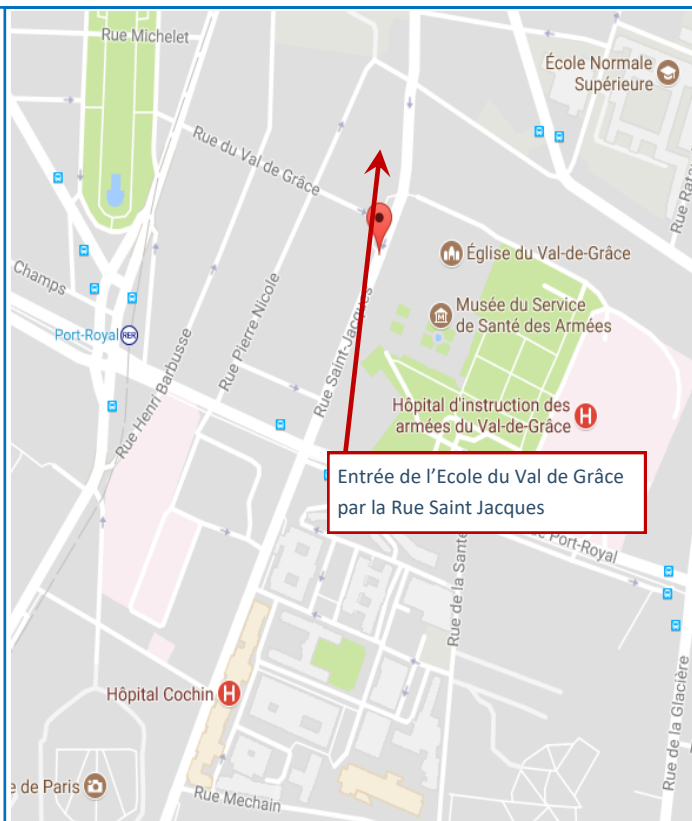 Rue Michelet
École Normale
Supérieure
Rue du Val de Grâce
Rue Rataud
Église du Val-de-Grâce
Champs
Musée du Service
de Santé des Armées
Rue Pierre Nicole
Port-Royal RER
Rue Saint-Jacques
Rue Henri Barbusse
Hôpital d'instruction des
armées du Val-de-Grâce
H
Entrée de l’Ecole du Val de Grâce
par la Rue Saint Jacques
Port-Royal
Rue de la Santé
Hôpital Cochin H
Rue de la Glacière
e de Paris
Rue Mechain